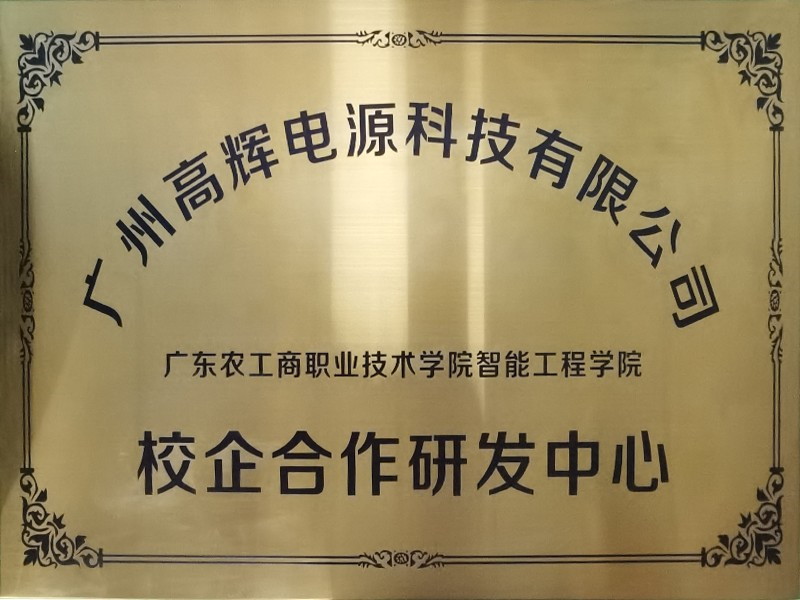 广州高辉电源科技有限公司
广东农工商职业技术学院智能工程学院
校企合作研发中心